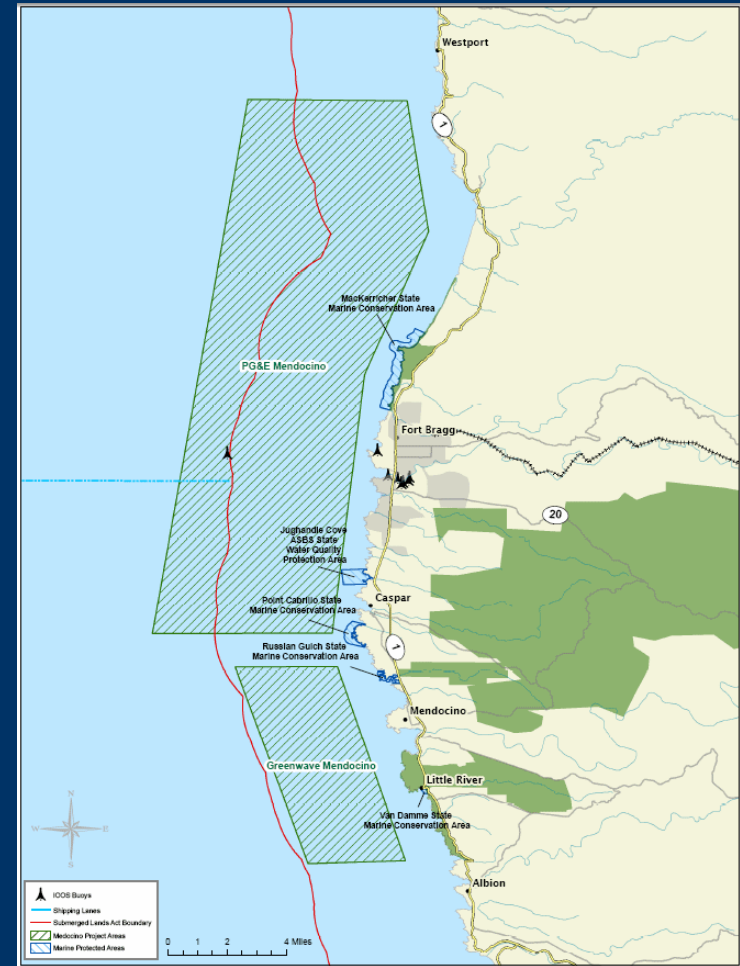 Westport
1
MacKerricher State
Marine Conservation Area
PG&E Mendocino
Fort Bragg
20
Jughandle Cove
ASBS State
Water Quality
Protection Area
Caspar
Point Cabrillo State
Marine Conservation Area
1
Russian Gulch State
Marine Conservation Area
Mendocino
Greenwave Mendocino
Little River
Van Damme State
Marine Conservation Area
N
W E
S
Albion
IOOS Buoys
Shipping Lanes
Submerged Lands Act Boundary
Medocino Project Areas
Marine Protected Areas
0 1 2 4 Miles